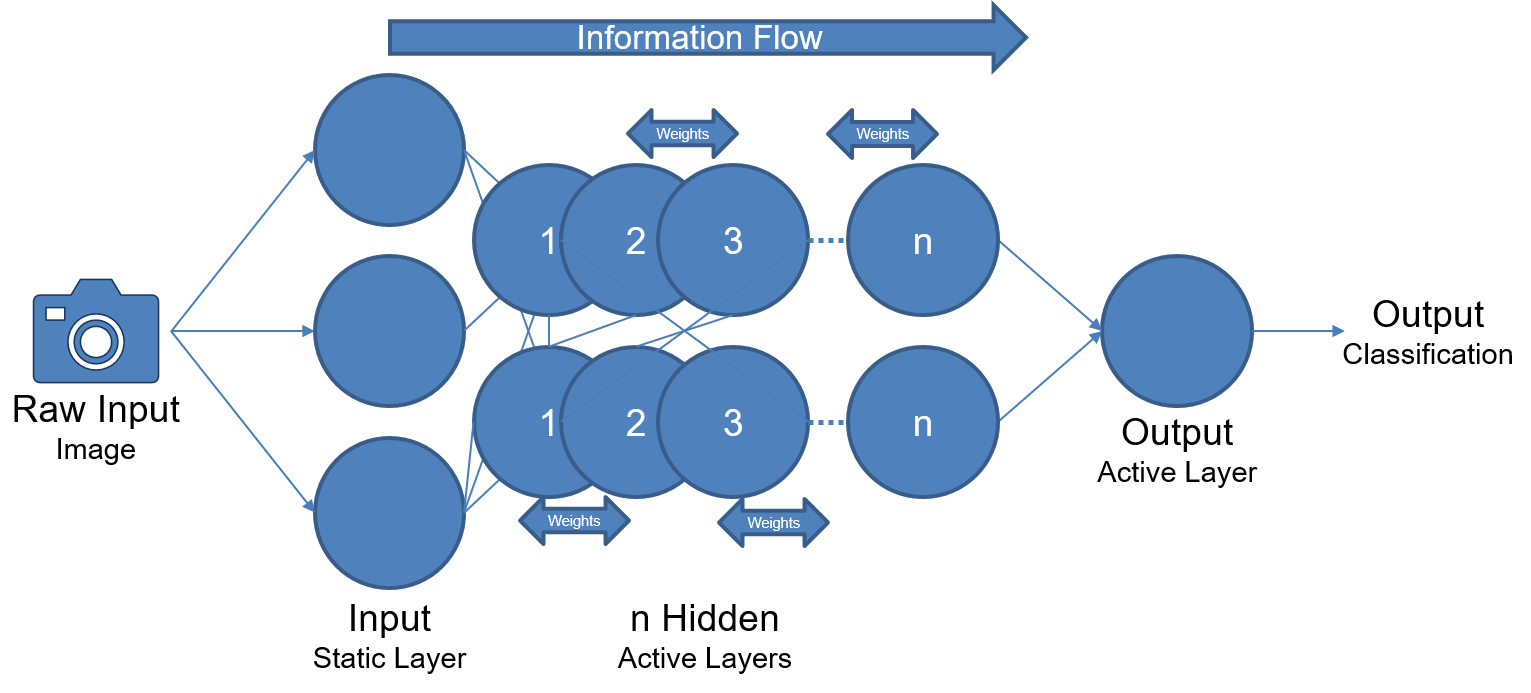 Information Flow
Weights
Weights
1
2
3
n
1
2
3
n
Weights
Weights
Raw Input
Image
Input
Static Layer
n Hidden
Active Layers
Output
Active Layer
Output
Classification